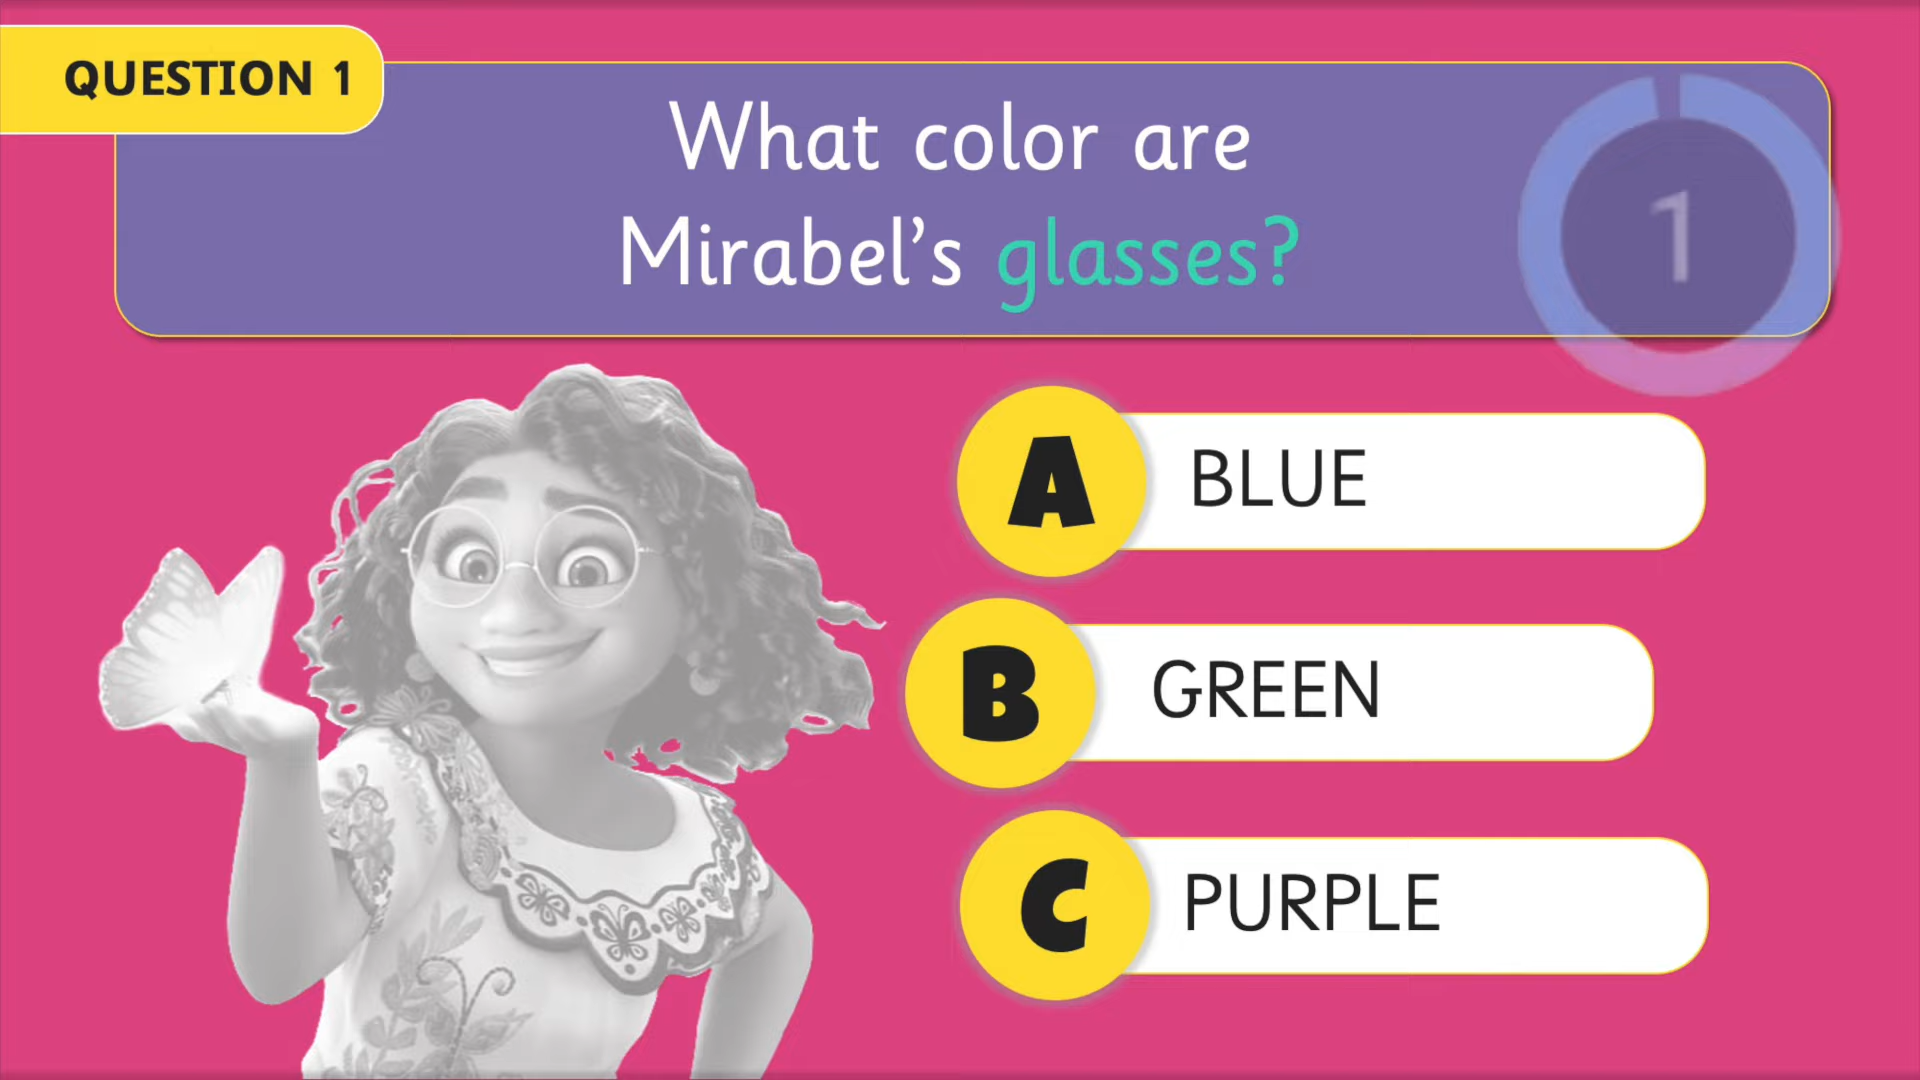 QUESTION 1
What color are
Mirabel’s glasses?
1
A BLUE
B GREEN
C PURPLE